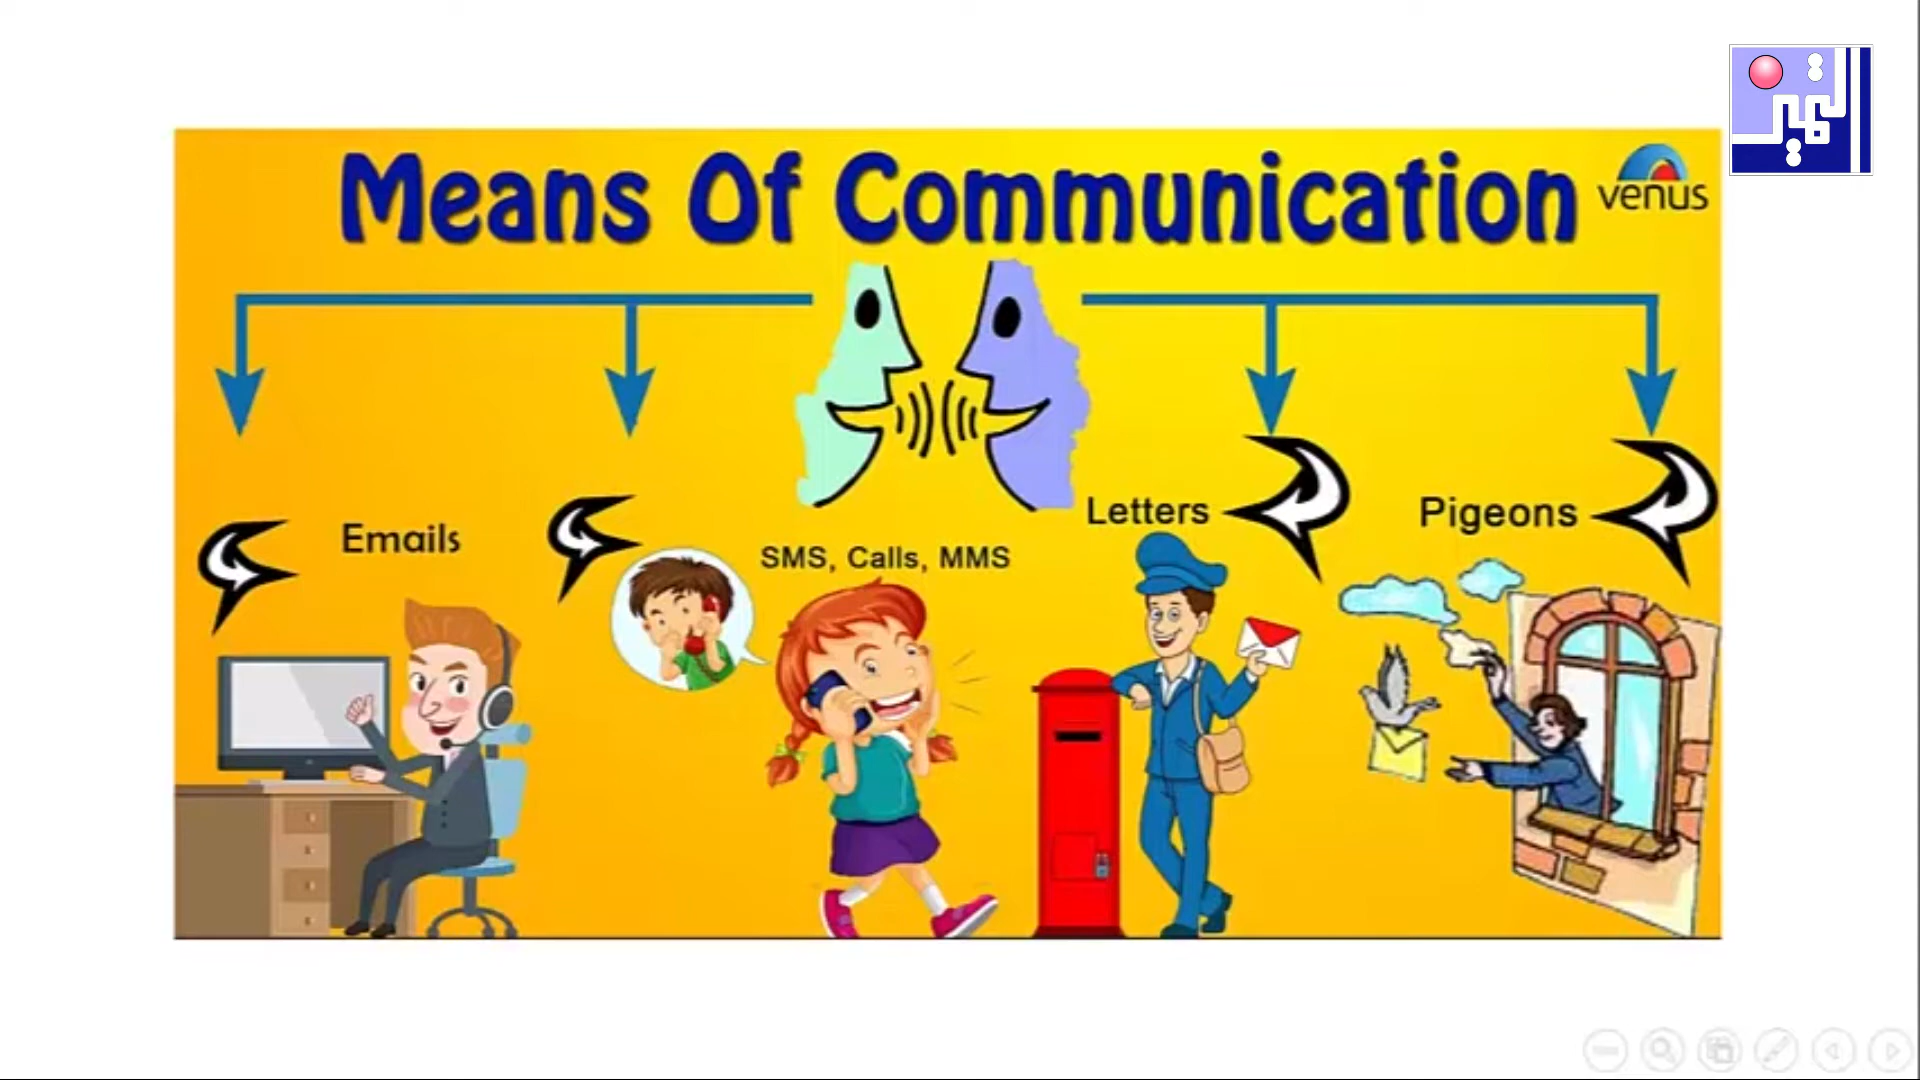 Means Of Communication
venus
Emails
SMS, Calls, MMS
Letters
Pigeons